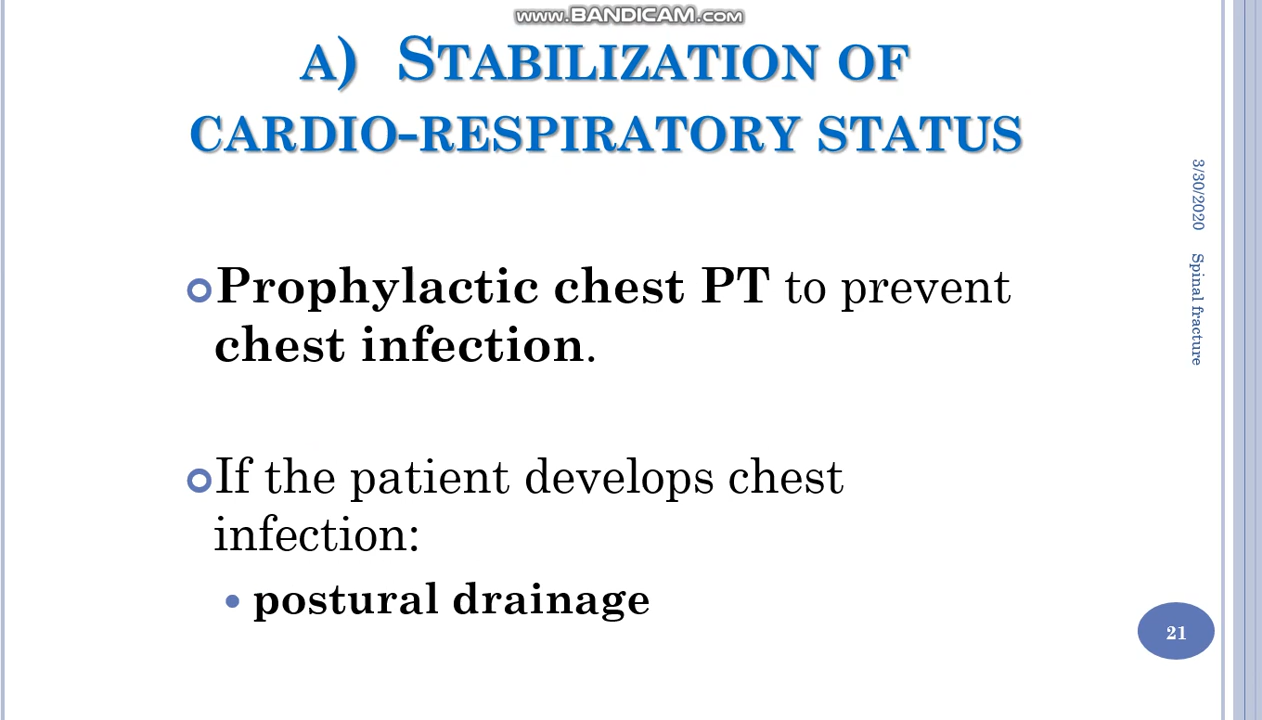 www.BANDICAM.com
A) STABILIZATION OF
CARDIO-RESPIRATORY STATUS
Prophylactic chest PT to prevent
chest infection.
If the patient develops chest
infection:
postural drainage
3/30/2020
Spinal fracture
21